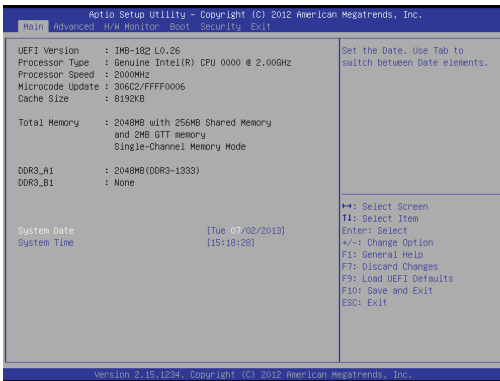 Aptio Setup Utility – Copyright (C) 2012 American Megatrends, Inc.
Main Advanced H/W Monitor Boot Security Exit
UEFI Version : IMB-182 L0.26
Processor Type : Genuine Intel(R) CPU 0000 @ 2.00GHz
Processor Speed : 2000MHz
Microcode Update : 306C2/FFFF0006
Cache Size : 8192KB
Total Memory : 2048MB with 256MB Shared Memory
and 2MB GTT memory
Single-Channel Memory Mode
DDR3_A1 : 2048MB(DDR3-1333)
DDR3_B1 : None
System Date [Tue 07/02/2013]
System Time [15:18:28]
Set the Date. Use Tab to
switch between Date elements.
↔: Select Screen
↑↓: Select Item
Enter: Select
+/-: Change Option
F1: General Help
F7: Discard Changes
F9: Load UEFI Defaults
F10: Save and Exit
ESC: Exit
Version 2.15.1234. Copyright (C) 2012 American Megatrends, Inc.